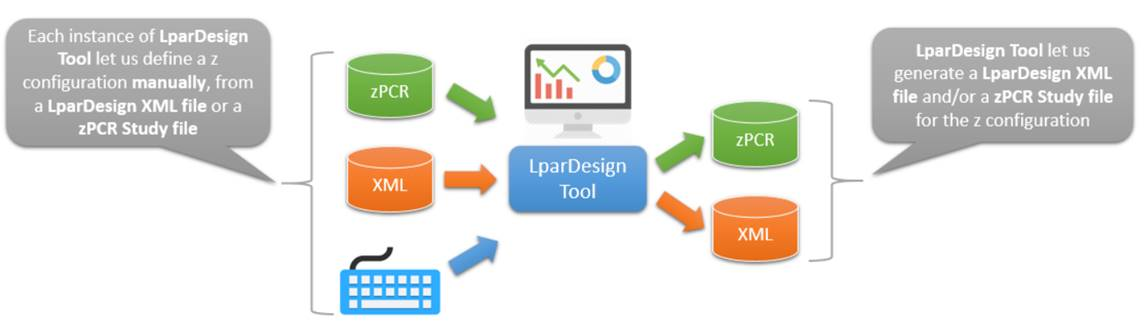 Each instance of LparDesign
Tool let us define a z
configuration manually, from
a LparDesign XML file or a
zPCR Study file
zPCR
XML
LparDesign
Tool
zPCR
XML
LparDesign Tool let us
generate a LparDesign XML
file and/or a zPCR Study file
for the z configuration